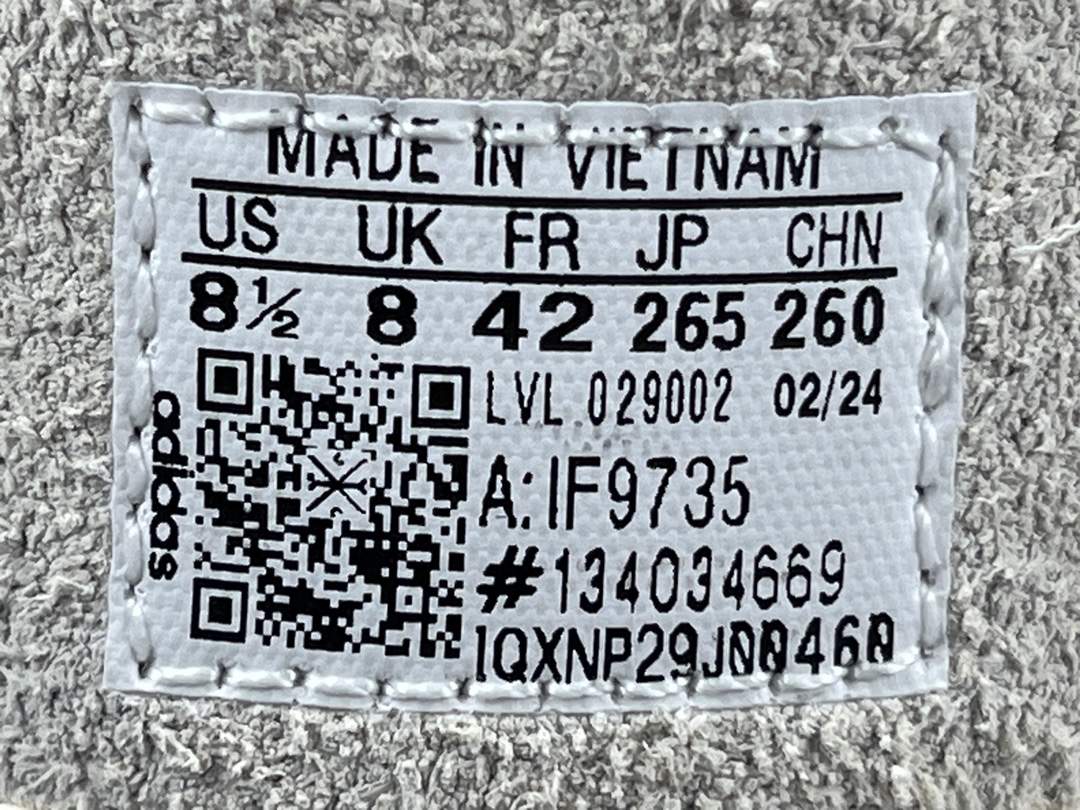 MADE IN VIETNAM
US UK FR JP CHN
8½ 8 42 265 260
adidas
LVL 029002 02/24
A: IF9735
#134034669
1QXNP29J00460